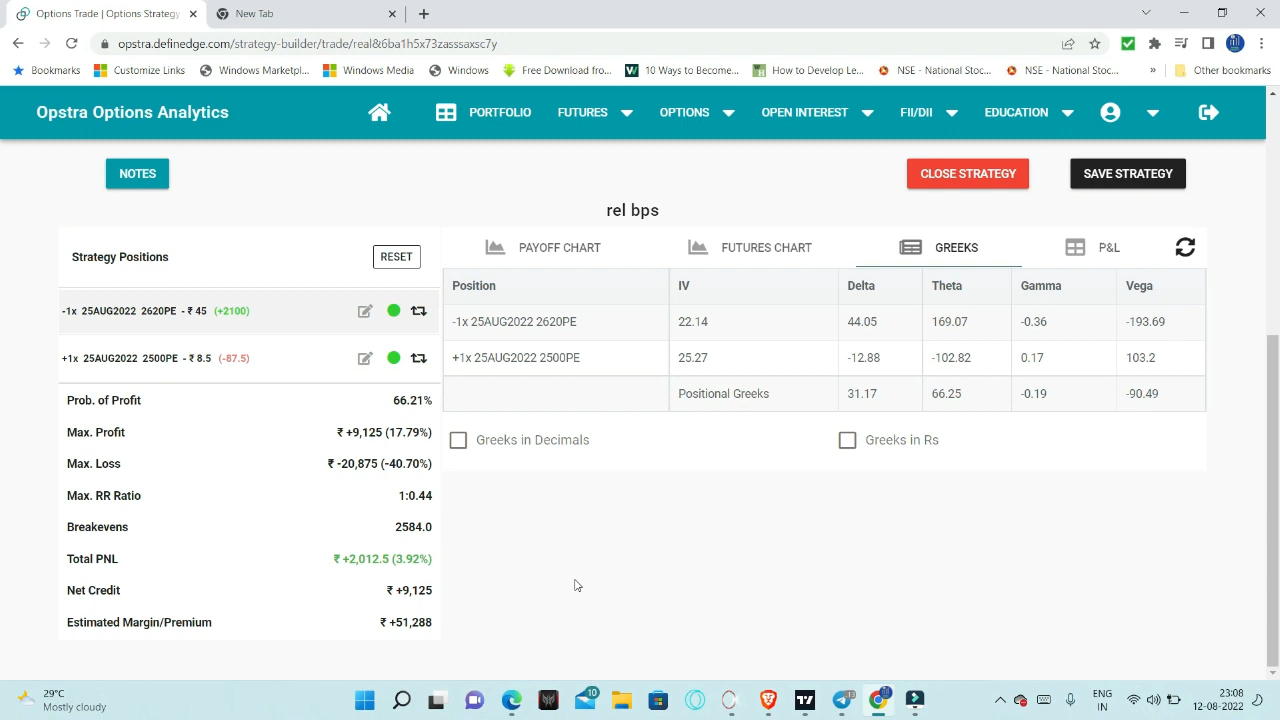 Options Trade | Options Strategy
New Tab
opstra.definedge.com/strategy-builder/trade/real&6ba1h5x73zasssaxsc7y
Bookmarks
Customize Links
Windows Marketpl...
Windows Media
Windows
Free Download fro...
10 Ways to Become...
How to Develop Le...
NSE - National Stoc...
NSE - National Stoc...
»
Other bookmarks
Opstra Options Analytics
PORTFOLIO
FUTURES
OPTIONS
OPEN INTEREST
FII/DII
EDUCATION
NOTES
CLOSE STRATEGY
SAVE STRATEGY
rel bps
Strategy Positions
RESET
PAYOFF CHART
FUTURES CHART
GREEKS
P&L
-1x 25AUG2022 2620PE - ₹ 45 (+2100)
+1x 25AUG2022 2500PE - ₹ 8.5 (-87.5)
Prob. of Profit 66.21%
Max. Profit ₹ +9,125 (17.79%)
Max. Loss ₹ -20,875 (-40.70%)
Max. RR Ratio 1:0.44
Breakevens 2584.0
Total PNL ₹ +2,012.5 (3.92%)
Net Credit ₹ +9,125
Estimated Margin/Premium ₹ +51,288
Position IV Delta Theta Gamma Vega
-1x 25AUG2022 2620PE 22.14 44.05 169.07 -0.36 -193.69
+1x 25AUG2022 2500PE 25.27 -12.88 -102.82 0.17 103.2
Positional Greeks 31.17 66.25 -0.19 -90.49
Greeks in Decimals
Greeks in Rs
29°C
Mostly cloudy
10
ENG
IN
23:08
12-08-2022